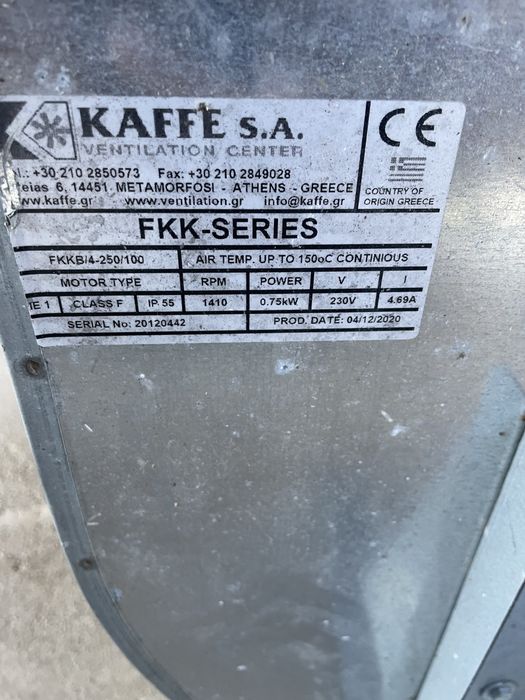 KAFFE S.A.
VENTILATION CENTER
.: +30 210 2850573 Fax: +30 210 2849028
eias 6, 14451. METAMORFOSI - ATHENS - GREECE
www.kaffe.gr www.ventilation.gr info@kaffe.gr
CE
COUNTRY OF
ORIGIN GREECE
FKK-SERIES
FKKB/4-250/100 AIR TEMP. UP TO 150oC CONTINIOUS
MOTOR TYPE RPM POWER V I
IE 1 CLASS F IP 55 1410 0.75kW 230V 4.69A
SERIAL No: 20120442 PROD. DATE: 04/12/2020